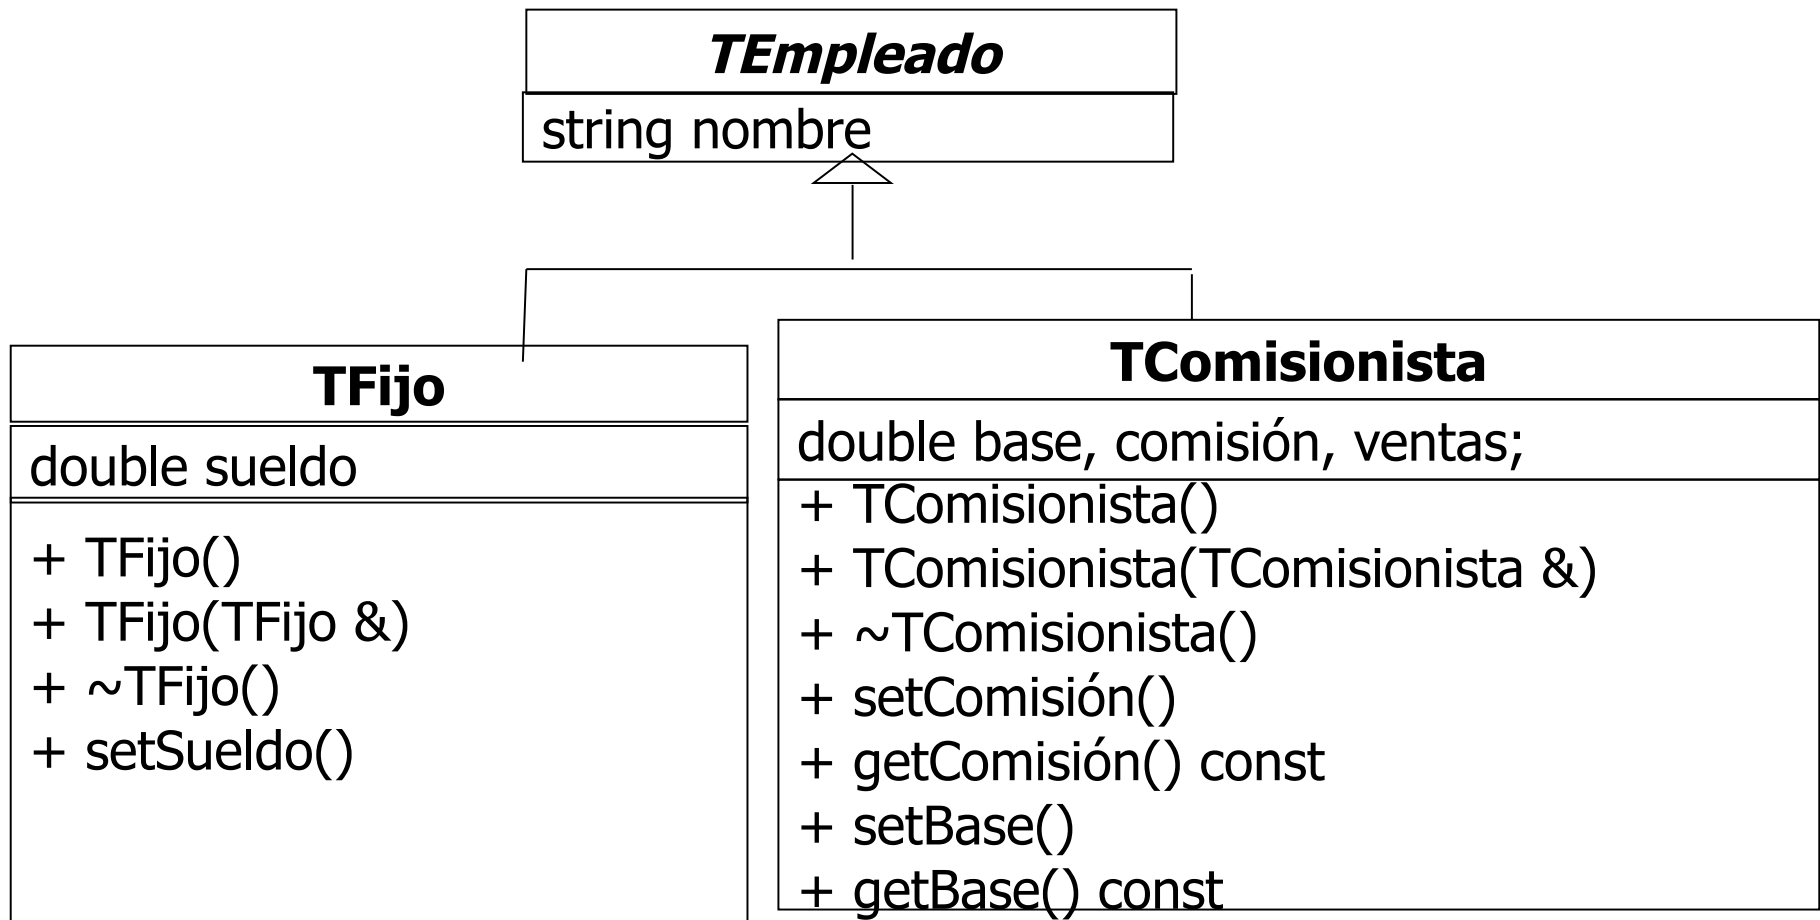 TEmpleado
string nombre
TFijo
double sueldo
+ TFijo()
+ TFijo(TFijo &)
+ ~TFijo()
+ setSueldo()
TComisionista
double base, comisión, ventas;
+ TComisionista()
+ TComisionista(TComisionista &)
+ ~TComisionista()
+ setComisión()
+ getComisión() const
+ setBase()
+ getBase() const